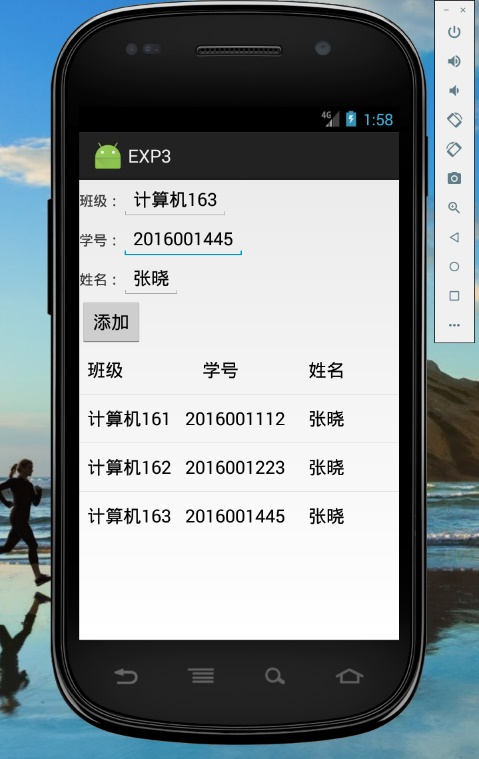 4G 1:58
EXP3
班级： 计算机163
学号： 2016001445
姓名： 张晓
添加
班级 学号 姓名
计算机161 2016001112 张晓
计算机162 2016001223 张晓
计算机163 2016001445 张晓